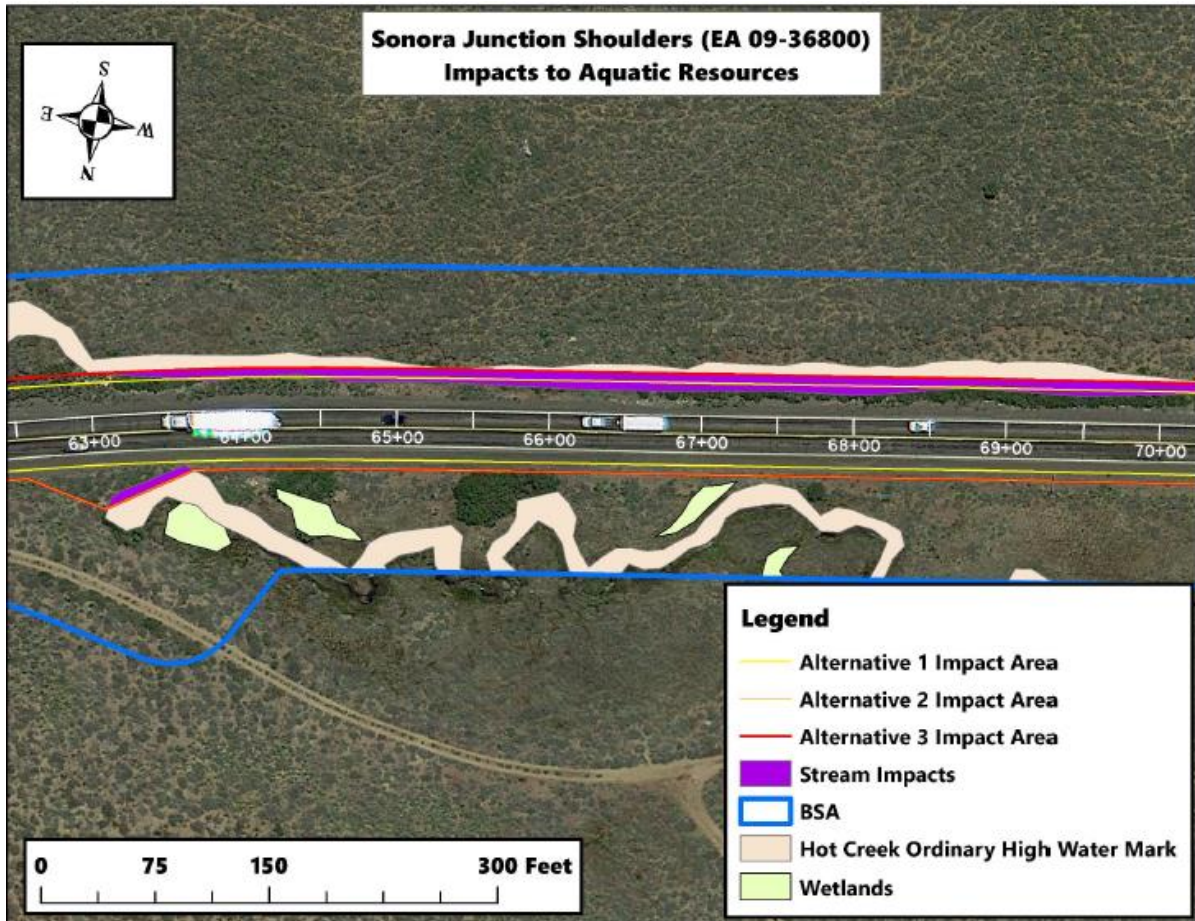 Sonora Junction Shoulders (EA 09-36800)
Impacts to Aquatic Resources
S
E
W
N
63+00
64+00
65+00
66+00
67+00
68+00
69+00
70+00
Legend
Alternative 1 Impact Area
Alternative 2 Impact Area
Alternative 3 Impact Area
Stream Impacts
BSA
Hot Creek Ordinary High Water Mark
Wetlands
0 75 150 300 Feet